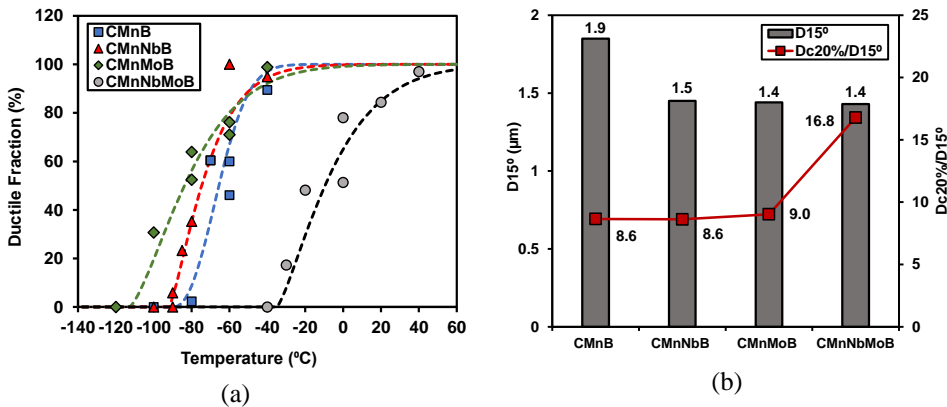 (a)
120
100
80
60
40
20
0
Ductile Fraction (%)
CMnB
CMnNbB
CMnMoB
CMnNbMoB
-140 -120 -100 -80 -60 -40 -20 0 20 40 60
Temperature (ºC)
(a)
(b)
2
1.5
1
0.5
0
D15º (µm)
D15º
Dc20%/D15º
1.9
1.5
1.4
1.4
8.6
8.6
9.0
16.8
25
20
15
10
5
0
Dc20%/D15º
CMnB CMnNbB CMnMoB CMnNbMoB
(b)